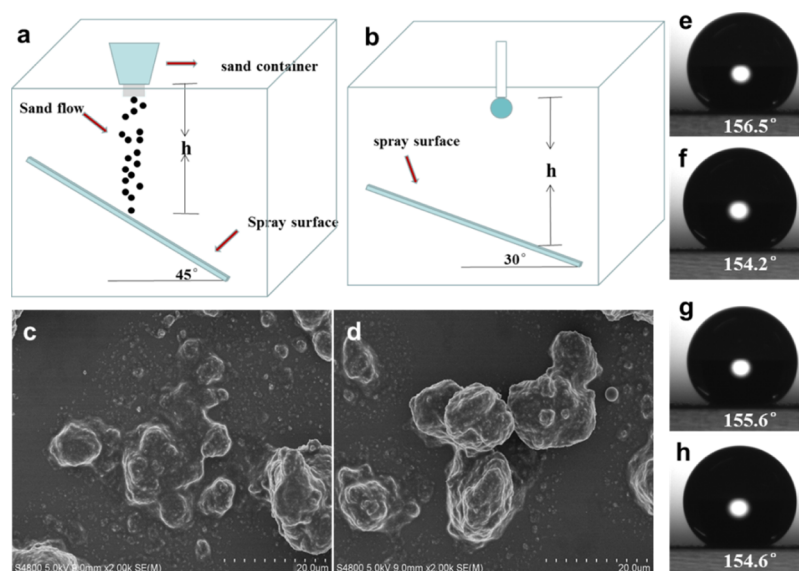 a
sand container
Sand flow
h
Spray surface
45°
b
spray surface
h
30°
c
S4800 5.0kV 9.0mm x2.00k SE(M)
20.0um
d
S4800 5.0kV 9.0mm x2.00k SE(M)
20.0um
e
156.5°
f
154.2°
g
155.6°
h
154.6°